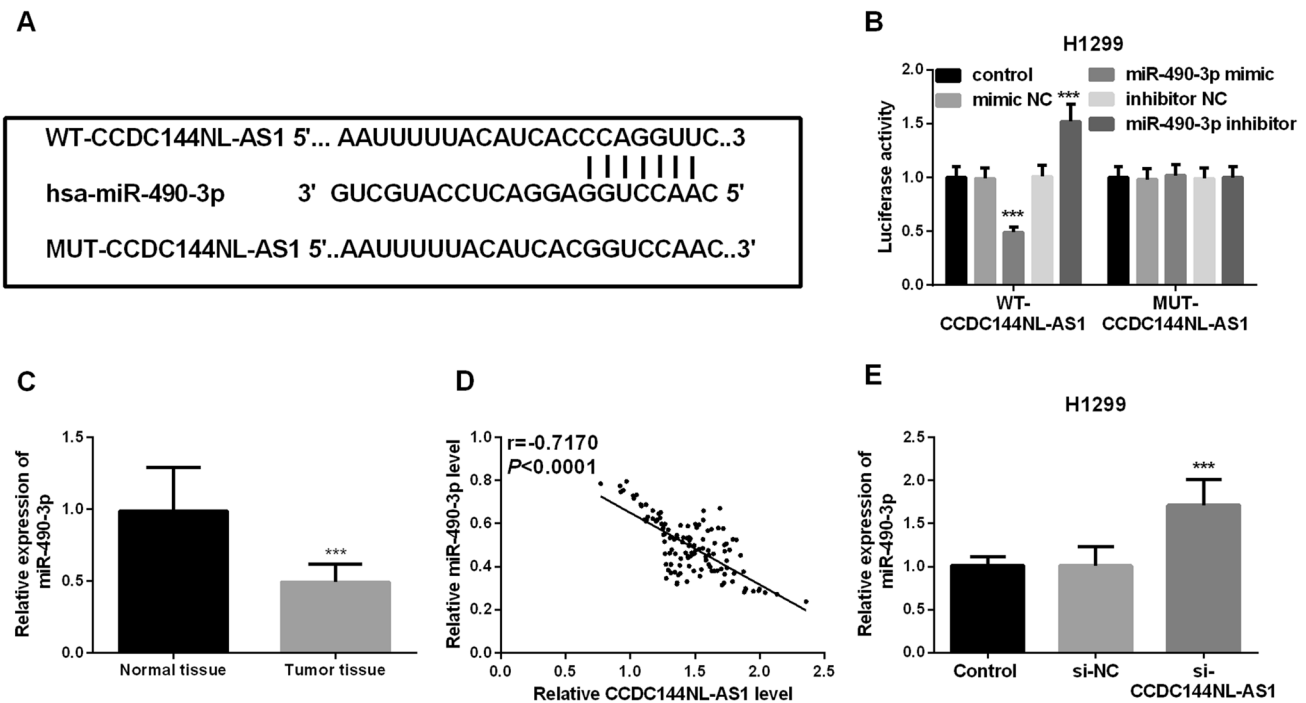 A
WT-CCDC144NL-AS1 5'... AAUUUUUACAUCACCCAGGUUC..3
hsa-miR-490-3p 3' GUCGUACCUCAGGAGGUCCAAC 5'
MUT-CCDC144NL-AS1 5'..AAUUUUUACAUCACGGUCCAAC..3'
B
H1299
control
mimic NC
miR-490-3p mimic
inhibitor NC
miR-490-3p inhibitor
Luciferase activity
2.0
1.5
1.0
0.5
0.0
***
***
WT-
CCDC144NL-AS1
MUT-
CCDC144NL-AS1
C
Relative expression of
miR-490-3p
1.5
1.0
0.5
0.0
***
Normal tissue
Tumor tissue
D
Relative miR-490-3p level
1.0
0.8
0.6
0.4
0.2
0.0
r=-0.7170
P<0.0001
0.0 0.5 1.0 1.5 2.0 2.5
Relative CCDC144NL-AS1 level
E
H1299
Relative expression of
miR-490-3p
2.5
2.0
1.5
1.0
0.5
0.0
***
Control
si-NC
si-
CCDC144NL-AS1